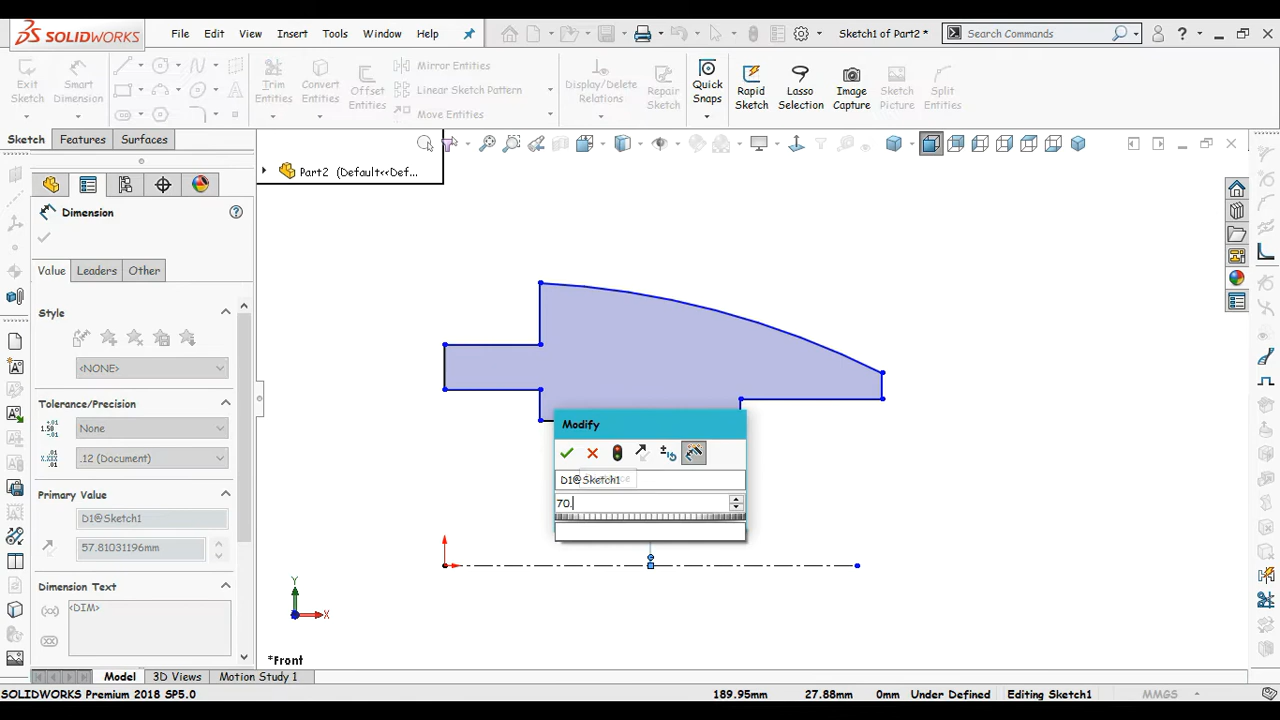 SOLIDWORKS
File Edit View Insert Tools Window Help
Sketch1 of Part2 *
Search Commands
Exit Sketch
Smart Dimension
Trim Entities
Convert Entities
Offset Entities
Mirror Entities
Linear Sketch Pattern
Move Entities
Display/Delete Relations
Repair Sketch
Quick Snaps
Rapid Sketch
Lasso Selection
Image Capture
Sketch Picture
Split Entities
Sketch Features Surfaces
Part2 (Default<<Def...
Dimension
Value Leaders Other
Style
<NONE>
Tolerance/Precision
None
.12 (Document)
Primary Value
D1@Sketch1
57.81031196mm
Dimension Text
<DIM>
Modify
D1@Sketch1
70.
Y
X
*Front
Model 3D Views Motion Study 1
SOLIDWORKS Premium 2018 SP5.0
189.95mm 27.88mm 0mm Under Defined Editing Sketch1 MMGS